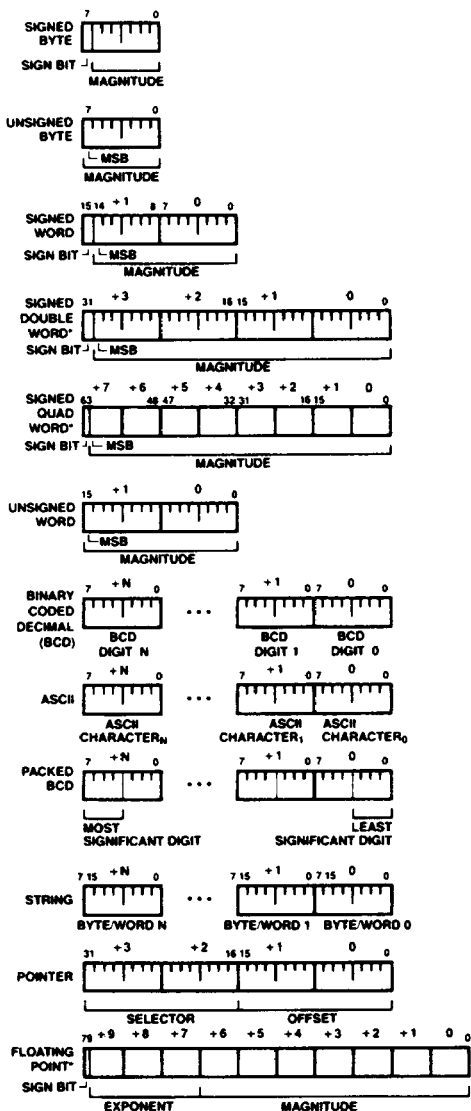 SIGNED BYTE
7 0
SIGN BIT
MAGNITUDE
UNSIGNED BYTE
7 0
MSB
MAGNITUDE
SIGNED WORD
15 14 +1 8 7 0 0
SIGN BIT MSB
MAGNITUDE
SIGNED DOUBLE WORD*
31 +3 +2 16 15 +1 0 0
SIGN BIT MSB
MAGNITUDE
SIGNED QUAD WORD*
+7 +6 +5 +4 +3 +2 +1 0
63 48 47 32 31 16 15 0
SIGN BIT MSB
MAGNITUDE
UNSIGNED WORD
15 +1 0 0
MSB
MAGNITUDE
BINARY CODED DECIMAL (BCD)
7 +N 0 ••• 7 +1 0 7 0 0
BCD DIGIT N BCD DIGIT 1 BCD DIGIT 0
ASCII
7 +N 0 ••• 7 +1 0 7 0 0
ASCII CHARACTERN ASCII CHARACTER1 ASCII CHARACTER0
PACKED BCD
7 +N 0 ••• 7 +1 0 7 0 0
MOST SIGNIFICANT DIGIT LEAST SIGNIFICANT DIGIT
STRING
7 15 +N 0 ••• 7 15 +1 0 7 15 0 0
BYTE/WORD N BYTE/WORD 1 BYTE/WORD 0
POINTER
31 +3 +2 16 15 +1 0 0
SELECTOR OFFSET
FLOATING POINT*
79 +9 +8 +7 +6 +5 +4 +3 +2 +1 0 0
SIGN BIT
EXPONENT MAGNITUDE